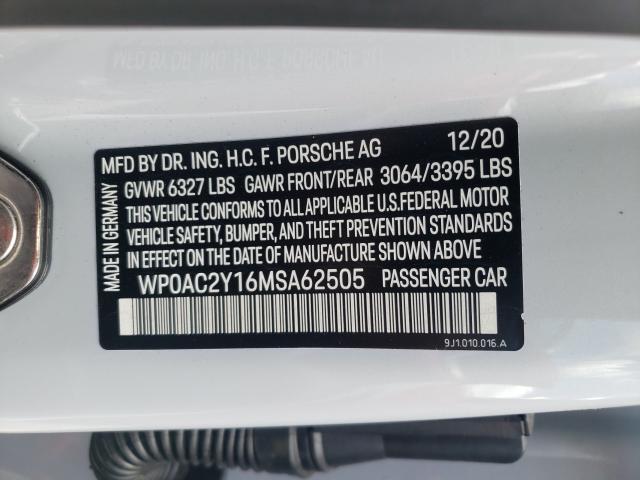 MFD BY DR. ING. H.C. F. PORSCHE AG 12/20
GVWR 6327 LBS GAWR FRONT/REAR 3064/3395 LBS
THIS VEHICLE CONFORMS TO ALL APPLICABLE U.S.FEDERAL MOTOR
VEHICLE SAFETY, BUMPER, AND THEFT PREVENTION STANDARDS
IN EFFECT ON THE DATE OF MANUFACTURE SHOWN ABOVE
WP0AC2Y16MSA62505 PASSENGER CAR
9J1.010.016.A
MADE IN GERMANY